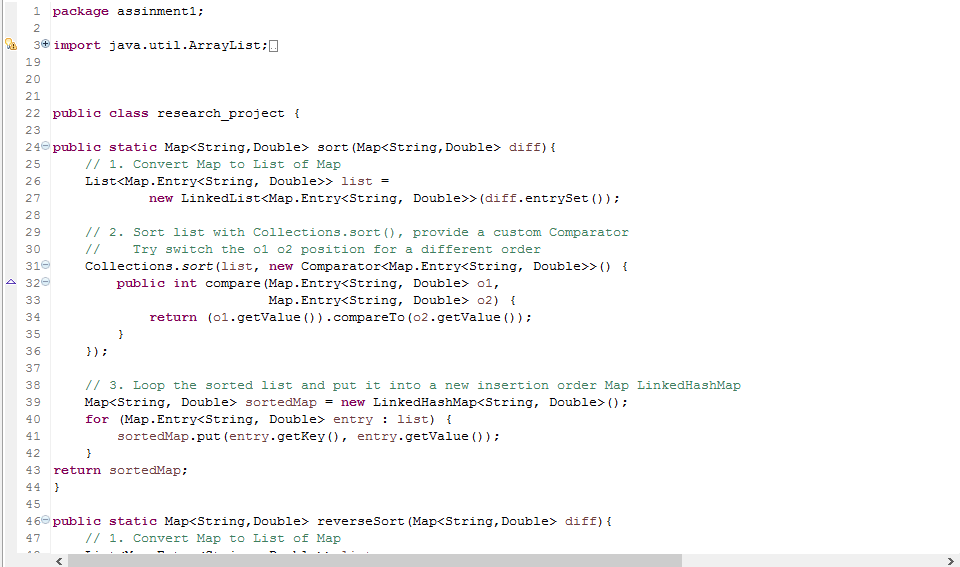 1 package assinment1;
2
3 import java.util.ArrayList;
19
20
21
22 public class research_project {
23
24 public static Map<String,Double> sort(Map<String,Double> diff){
25     // 1. Convert Map to List of Map
26     List<Map.Entry<String, Double>> list =
27             new LinkedList<Map.Entry<String, Double>>(diff.entrySet());
28
29     // 2. Sort list with Collections.sort(), provide a custom Comparator
30     //    Try switch the o1 o2 position for a different order
31     Collections.sort(list, new Comparator<Map.Entry<String, Double>>() {
32         public int compare(Map.Entry<String, Double> o1,
33                            Map.Entry<String, Double> o2) {
34             return (o1.getValue()).compareTo(o2.getValue());
35         }
36     });
37
38     // 3. Loop the sorted list and put it into a new insertion order Map LinkedHashMap
39     Map<String, Double> sortedMap = new LinkedHashMap<String, Double>();
40     for (Map.Entry<String, Double> entry : list) {
41         sortedMap.put(entry.getKey(), entry.getValue());
42     }
43 return sortedMap;
44 }
45
46 public static Map<String,Double> reverseSort(Map<String,Double> diff){
47     // 1. Convert Map to List of Map